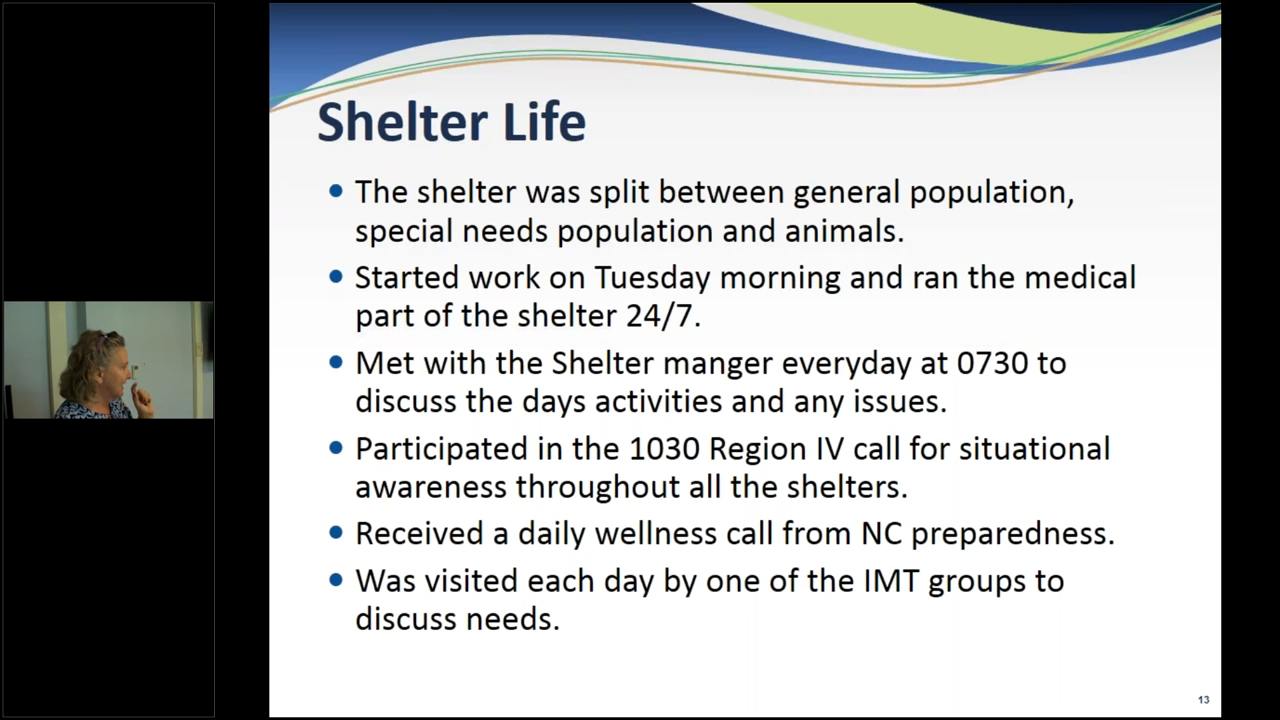 Shelter Life
• The shelter was split between general population,
special needs population and animals.
• Started work on Tuesday morning and ran the medical
part of the shelter 24/7.
• Met with the Shelter manger everyday at 0730 to
discuss the days activities and any issues.
• Participated in the 1030 Region IV call for situational
awareness throughout all the shelters.
• Received a daily wellness call from NC preparedness.
• Was visited each day by one of the IMT groups to
discuss needs.
13